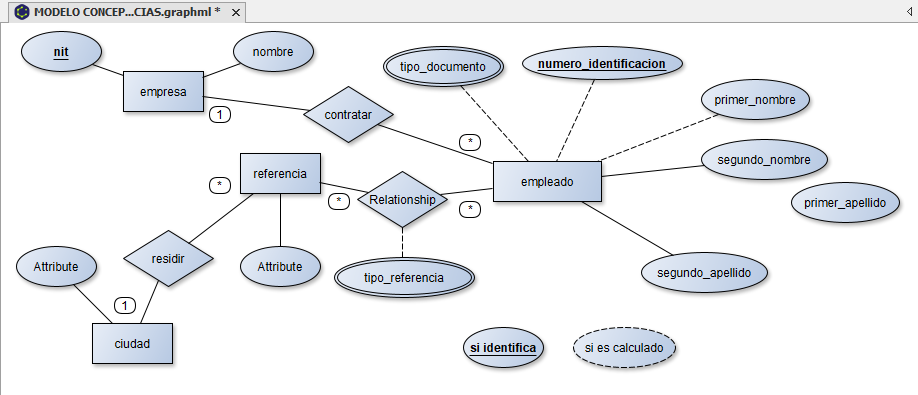 MODELO CONCEP...CIAS.graphml *
nit
nombre
tipo_documento
numero_identificacion
empresa
primer_nombre
1
contratar
*
segundo_nombre
referencia
empleado
*
*
Relationship
*
primer_apellido
residir
Attribute
Attribute
tipo_referencia
segundo_apellido
1
ciudad
si identifica
si es calculado